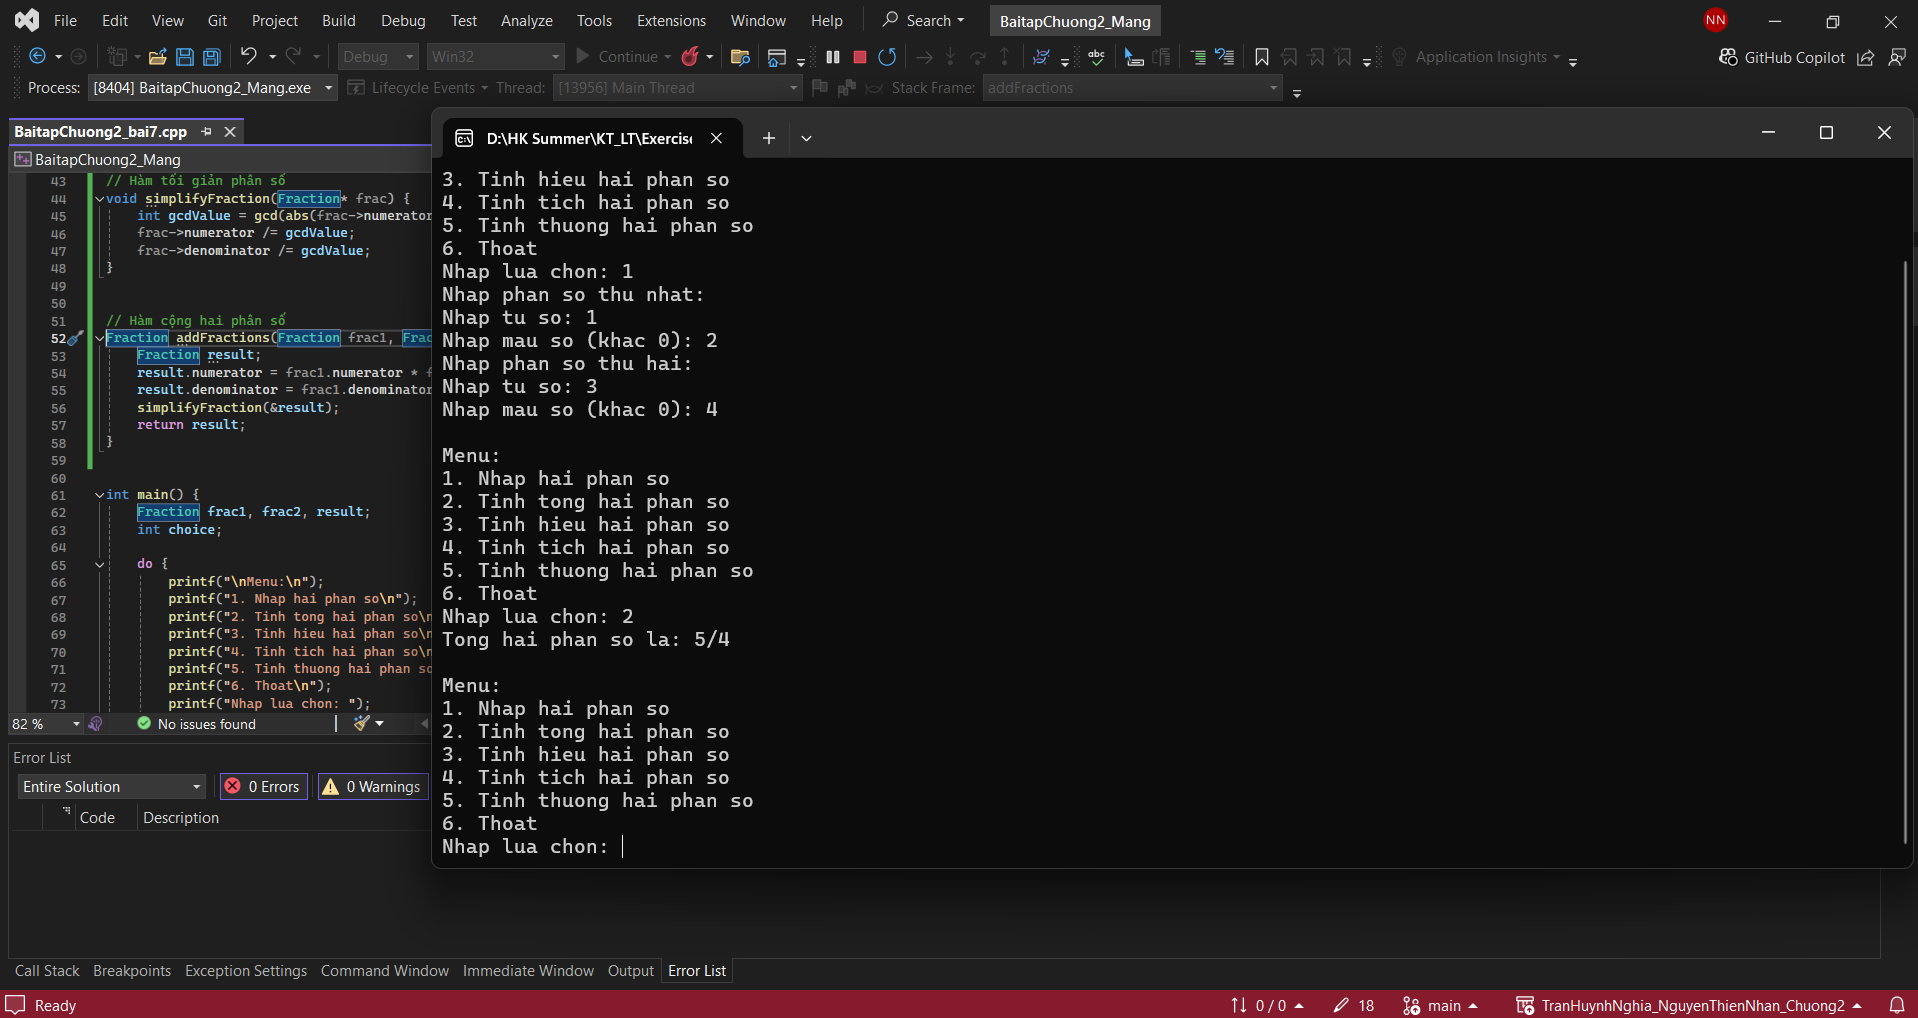 File Edit View Git Project Build Debug Test Analyze Tools Extensions Window Help Search BaitapChuong2_Mang NN
Debug Win32 Continue abc Application Insights GitHub Copilot
Process: [8404] BaitapChuong2_Mang.exe Lifecycle Events Thread: [13956] Main Thread Stack Frame: addFractions
BaitapChuong2_bai7.cpp
BaitapChuong2_Mang
43 // Hàm tối giản phân số
44 void simplifyFraction(Fraction* frac) {
45 int gcdValue = gcd(abs(frac->numerator
46 frac->numerator /= gcdValue;
47 frac->denominator /= gcdValue;
48 }
49
50
51 // Hàm cộng hai phân số
52 Fraction addFractions(Fraction frac1, Frac
53 Fraction result;
54 result.numerator = frac1.numerator *
55 result.denominator = frac1.denominator
56 simplifyFraction(&result);
57 return result;
58 }
59
60
61 int main() {
62 Fraction frac1, frac2, result;
63 int choice;
64
65 do {
66 printf("\nMenu:\n");
67 printf("1. Nhap hai phan so\n");
68 printf("2. Tinh tong hai phan so\n
69 printf("3. Tinh hieu hai phan so\n
70 printf("4. Tinh tich hai phan so\n
71 printf("5. Tinh thuong hai phan so
72 printf("6. Thoat\n");
73 printf("Nhap lua chon: ");
82 % No issues found
Error List
Entire Solution 0 Errors 0 Warnings
Code Description
D:\HK Summer\KT_LT\Exercise
3. Tinh hieu hai phan so
4. Tinh tich hai phan so
5. Tinh thuong hai phan so
6. Thoat
Nhap lua chon: 1
Nhap phan so thu nhat:
Nhap tu so: 1
Nhap mau so (khac 0): 2
Nhap phan so thu hai:
Nhap tu so: 3
Nhap mau so (khac 0): 4
Menu:
1. Nhap hai phan so
2. Tinh tong hai phan so
3. Tinh hieu hai phan so
4. Tinh tich hai phan so
5. Tinh thuong hai phan so
6. Thoat
Nhap lua chon: 2
Tong hai phan so la: 5/4
Menu:
1. Nhap hai phan so
2. Tinh tong hai phan so
3. Tinh hieu hai phan so
4. Tinh tich hai phan so
5. Tinh thuong hai phan so
6. Thoat
Nhap lua chon:
Call Stack Breakpoints Exception Settings Command Window Immediate Window Output Error List
Ready 0 / 0 18 main TranHuynhNghia_NguyenThienNhan_Chuong2